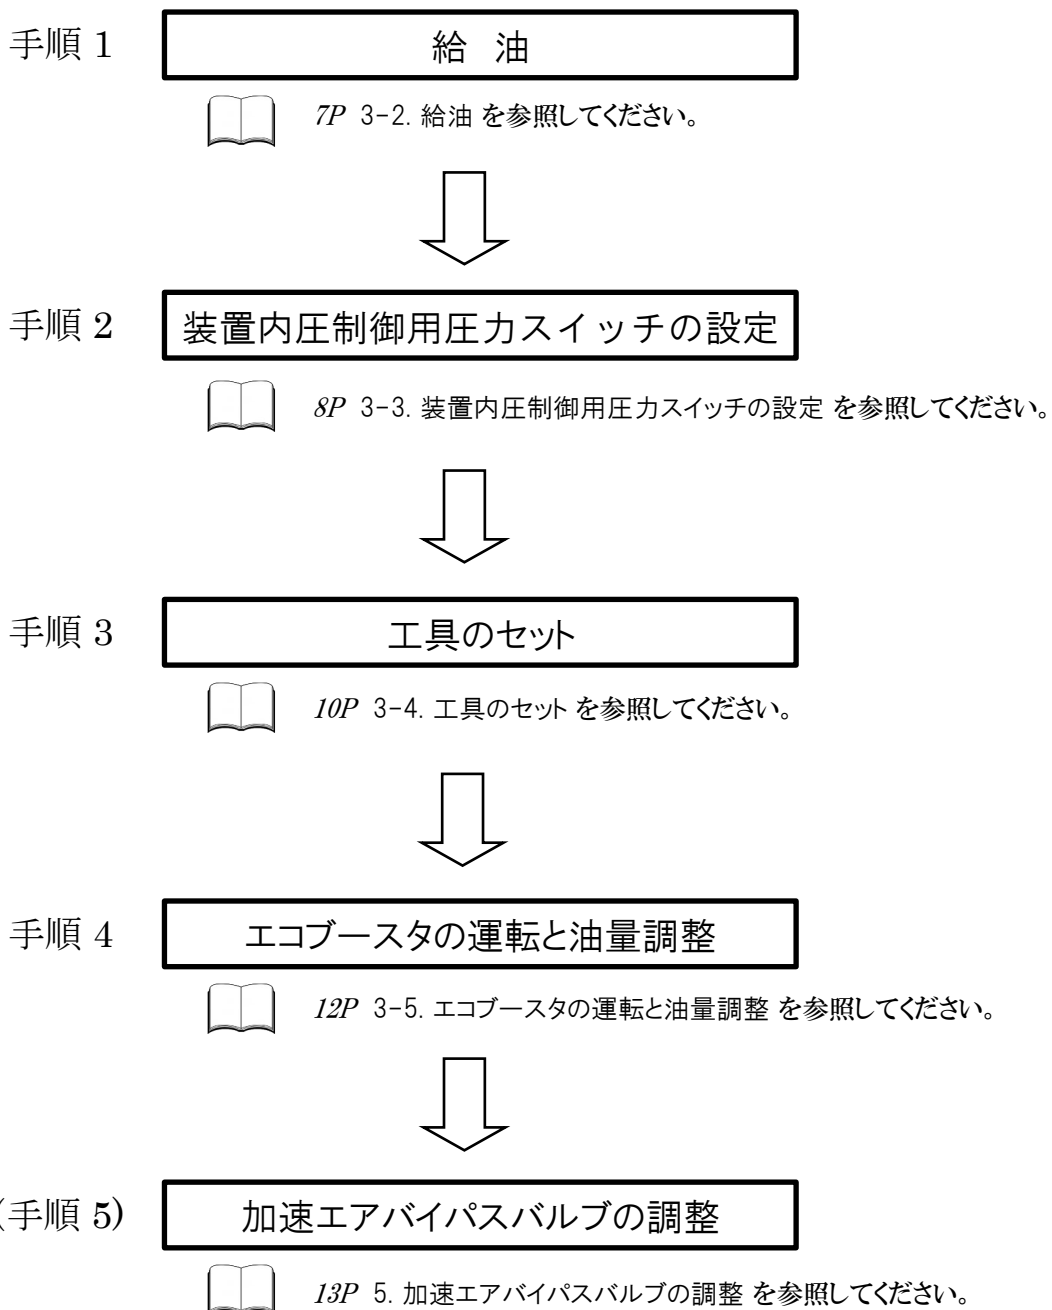 手順 1
給 油
7P 3-2. 給油 を参照してください。
手順 2
装置内圧制御用圧力スイッチの設定
8P 3-3. 装置内圧制御用圧力スイッチの設定 を参照してください。
手順 3
工具のセット
10P 3-4. 工具のセット を参照してください。
手順 4
エコブースタの運転と油量調整
12P 3-5. エコブースタの運転と油量調整 を参照してください。
(手順 5)
加速エアバイパスバルブの調整
13P 5. 加速エアバイパスバルブの調整 を参照してください。